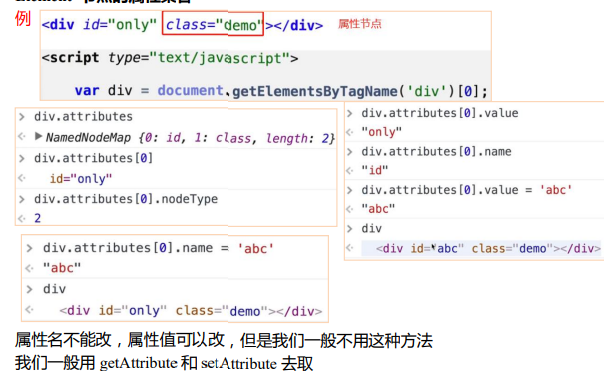 例
<div id="only" class="demo"></div> 属性节点
<script type="text/javascript">
var div = document.getElementsByTagName('div')[0];
> div.attributes
NamedNodeMap {0: id, 1: class, length: 2}
> div.attributes[0]
id="only"
> div.attributes[0].nodeType
2
> div.attributes[0].value
"only"
> div.attributes[0].name
"id"
> div.attributes[0].value = 'abc'
"abc"
> div
<div id="abc" class="demo"></div>
> div.attributes[0].name = 'abc'
"abc"
> div
<div id="only" class="demo"></div>
属性名不能改，属性值可以改，但是我们一般不用这种方法
我们一般用 getAttribute 和 setAttribute 去取